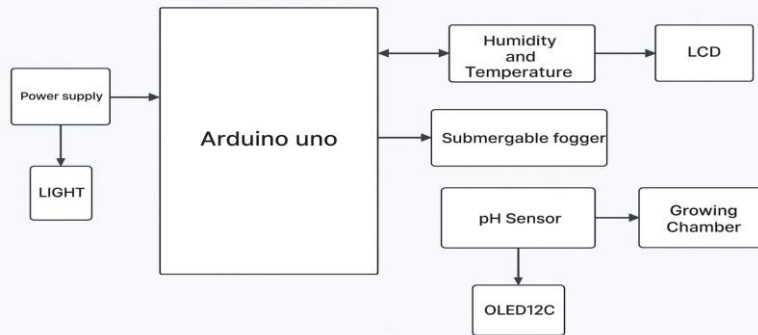 Humidity
and
Temperature
LCD
Power supply
Arduino uno
Submergable fogger
LIGHT
pH Sensor
Growing
Chamber
OLED12C